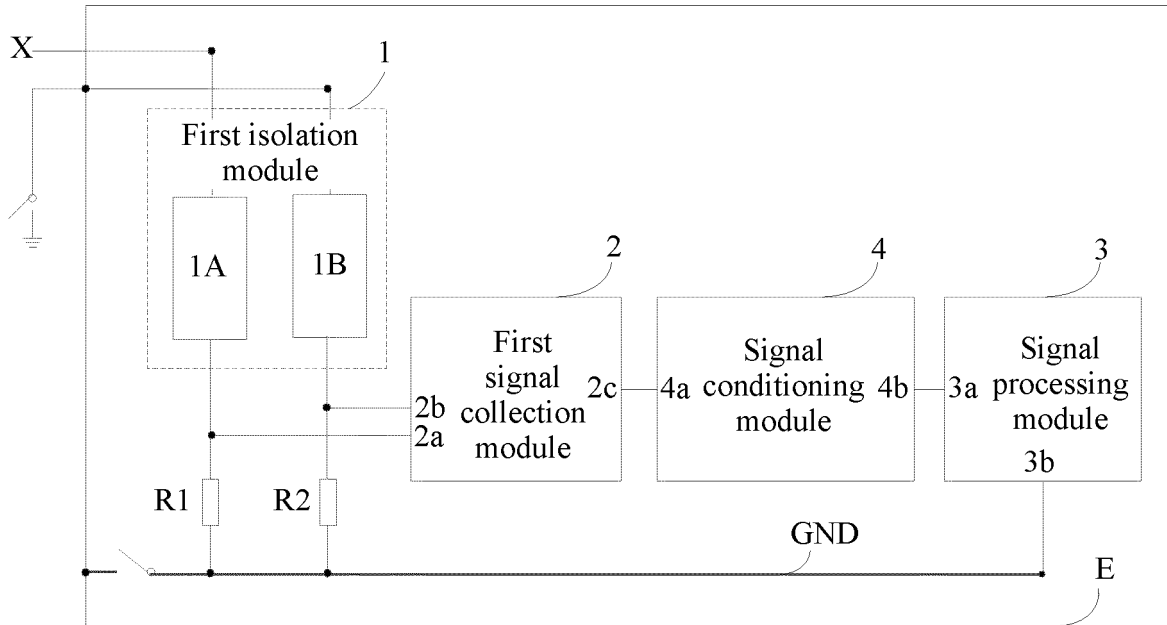 X
1
First isolation
module
1A
1B
2
4
3
First
signal
collection
module
2b
2a
2c
4a
Signal
conditioning
module
4b
3a
Signal
processing
module
3b
R1
R2
GND
E